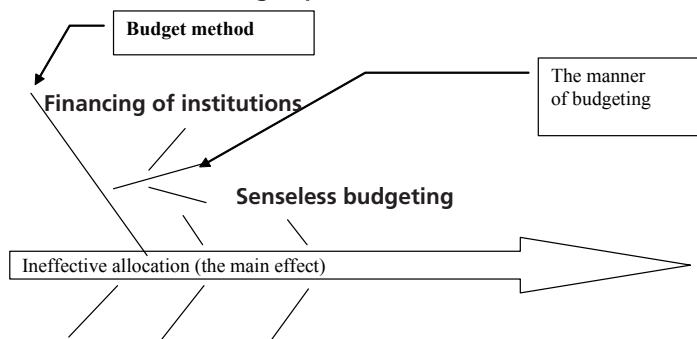 Budget method
The manner
of budgeting
Financing of institutions
Senseless budgeting
Ineffective allocation (the main effect)